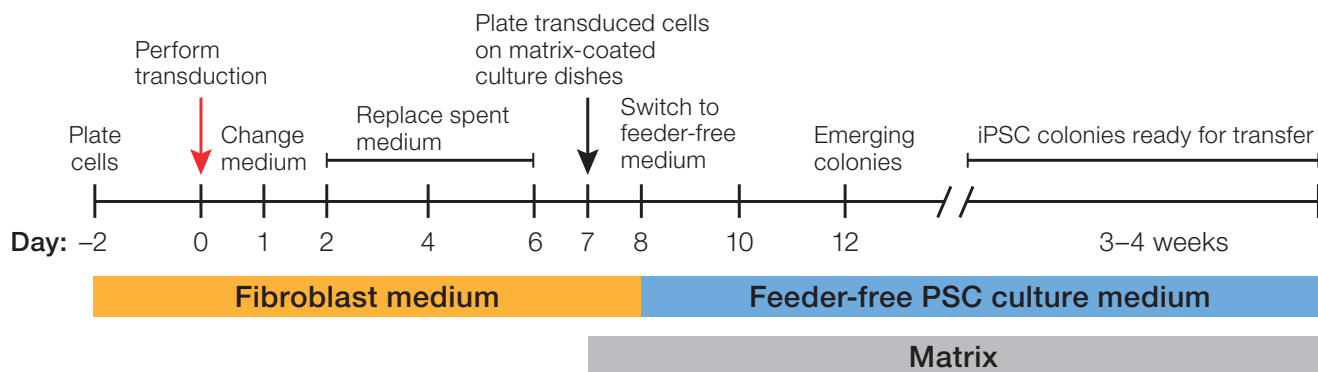 Perform
transduction
Plate transduced cells
on matrix-coated
culture dishes
Plate
cells
Change
medium
Replace spent
medium
Switch to
feeder-free
medium
Emerging
colonies
iPSC colonies ready for transfer
Day: –2 0 1 2 4 6 7 8 10 12 3–4 weeks
Fibroblast medium
Feeder-free PSC culture medium
Matrix